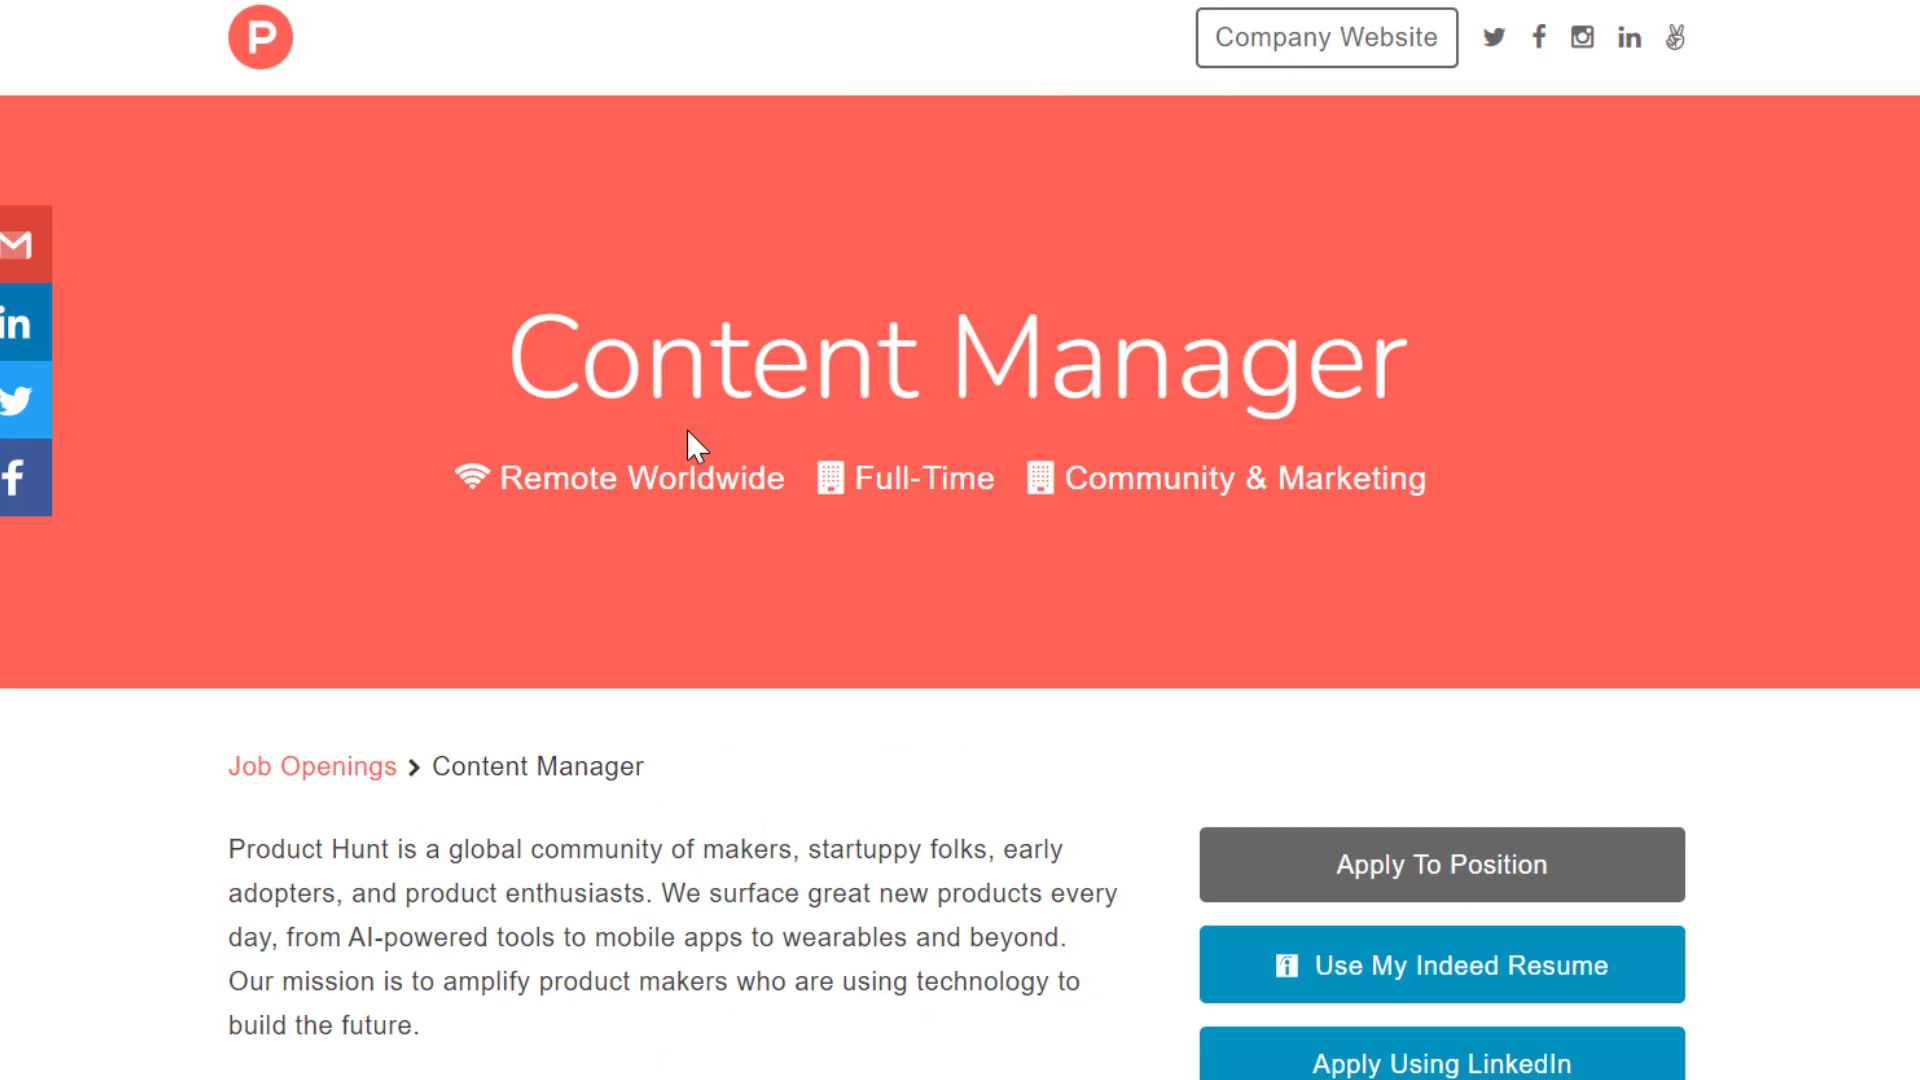 P
Company Website
in
in
Content Manager
Remote Worldwide Full-Time Community & Marketing
Job Openings > Content Manager
Product Hunt is a global community of makers, startuppy folks, early
adopters, and product enthusiasts. We surface great new products every
day, from AI-powered tools to mobile apps to wearables and beyond.
Our mission is to amplify product makers who are using technology to
build the future.
Apply To Position
Use My Indeed Resume
Apply Using LinkedIn